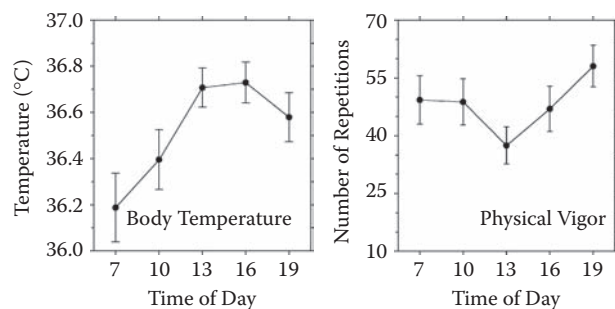 Temperature (°C)
37.0
36.8
36.6
36.4
36.2
36.0
Body Temperature
7 10 13 16 19
Time of Day
Number of Repetitions
70
55
40
25
10
Physical Vigor
7 10 13 16 19
Time of Day